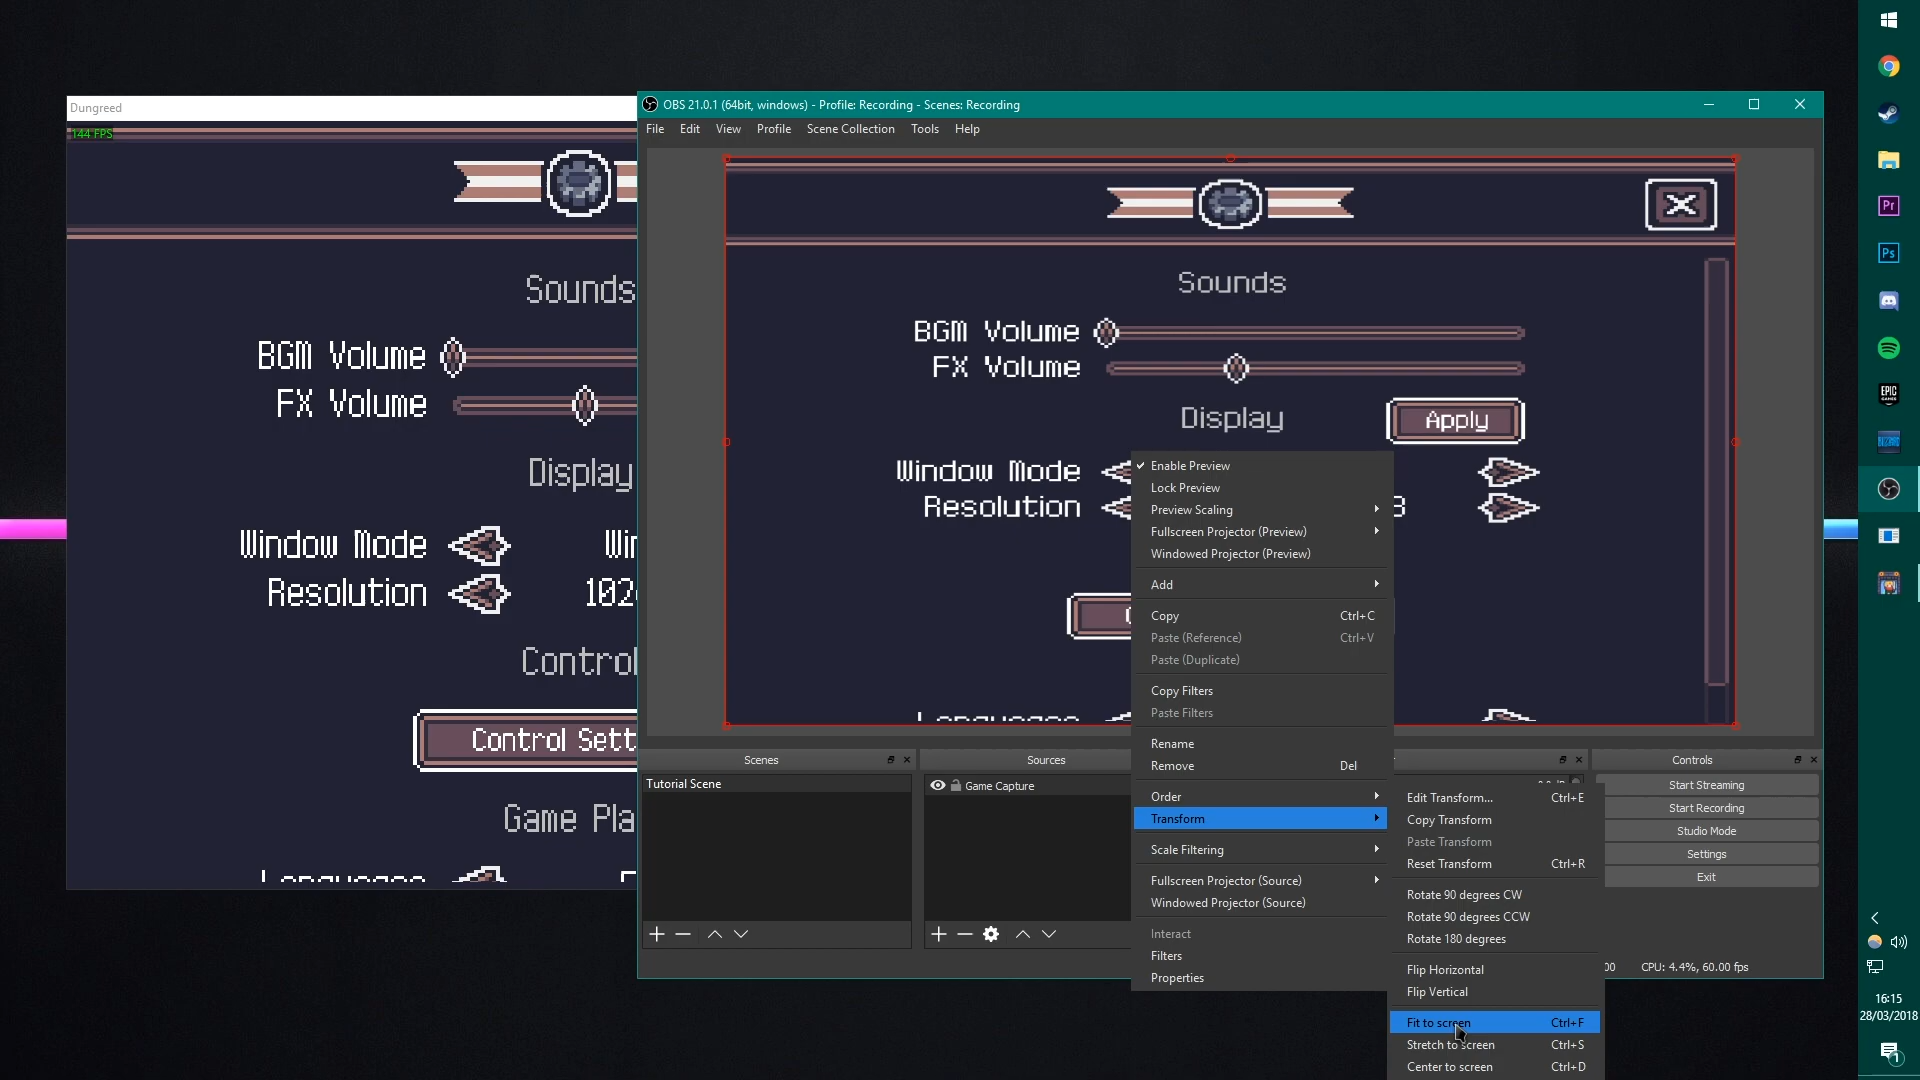 Dungreed
144 FPS
Sounds
BGM Volume
FX Volume
Display
Window Mode
Resolution
Control Sett
Game Pla
OBS 21.0.1 (64bit, windows) - Profile: Recording - Scenes: Recording
File Edit View Profile Scene Collection Tools Help
Sounds
BGM Volume
FX Volume
Display
Apply
Window Mode
Resolution
Enable Preview
Lock Preview
Preview Scaling
Fullscreen Projector (Preview)
Windowed Projector (Preview)
Add
Copy Ctrl+C
Paste (Reference) Ctrl+V
Paste (Duplicate)
Copy Filters
Paste Filters
Rename
Remove Del
Order
Transform
Scale Filtering
Fullscreen Projector (Source)
Windowed Projector (Source)
Interact
Filters
Properties
Edit Transform... Ctrl+E
Copy Transform
Paste Transform
Reset Transform Ctrl+R
Rotate 90 degrees CW
Rotate 90 degrees CCW
Rotate 180 degrees
Flip Horizontal
Flip Vertical
Fit to screen Ctrl+F
Stretch to screen Ctrl+S
Center to screen Ctrl+D
Scenes
Tutorial Scene
Sources
Game Capture
Controls
Start Streaming
Start Recording
Studio Mode
Settings
Exit
00 CPU: 4.4%, 60.00 fps
Pr
Ps
EPIC
GAMES
16:15
28/03/2018
1